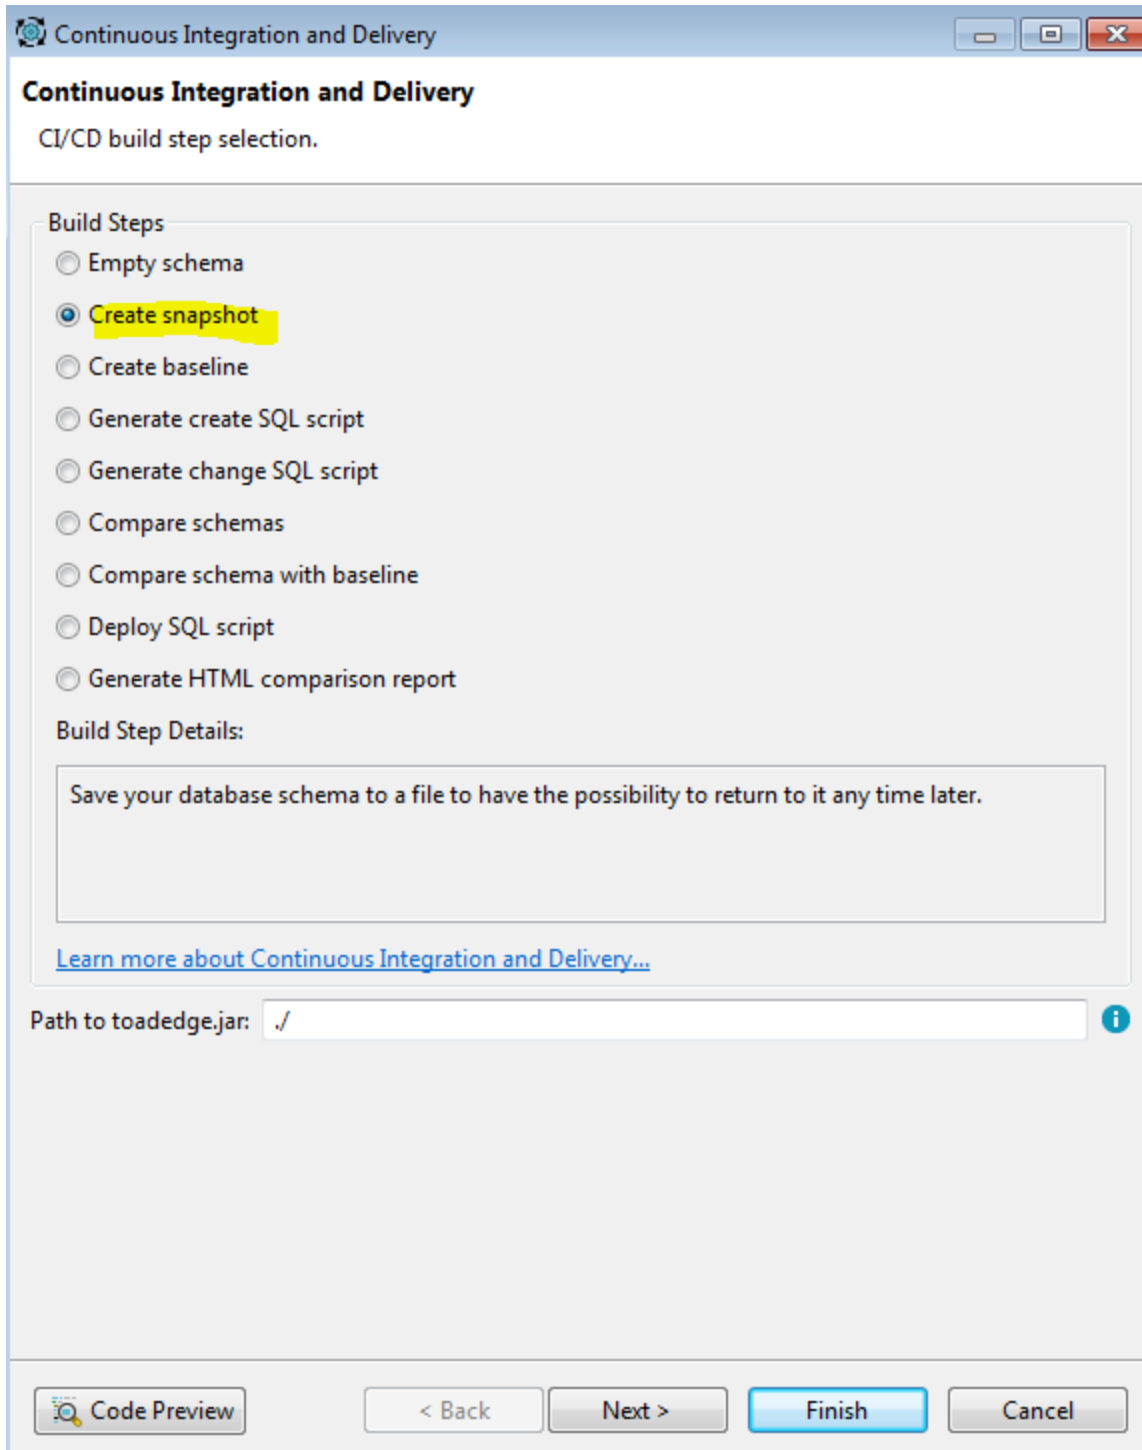 Continuous Integration and Delivery
Continuous Integration and Delivery
CI/CD build step selection.
Build Steps
Empty schema
Create snapshot
Create baseline
Generate create SQL script
Generate change SQL script
Compare schemas
Compare schema with baseline
Deploy SQL script
Generate HTML comparison report
Build Step Details:
Save your database schema to a file to have the possibility to return to it any time later.
Learn more about Continuous Integration and Delivery...
Path to toadedge.jar: ./
Code Preview < Back Next > Finish Cancel